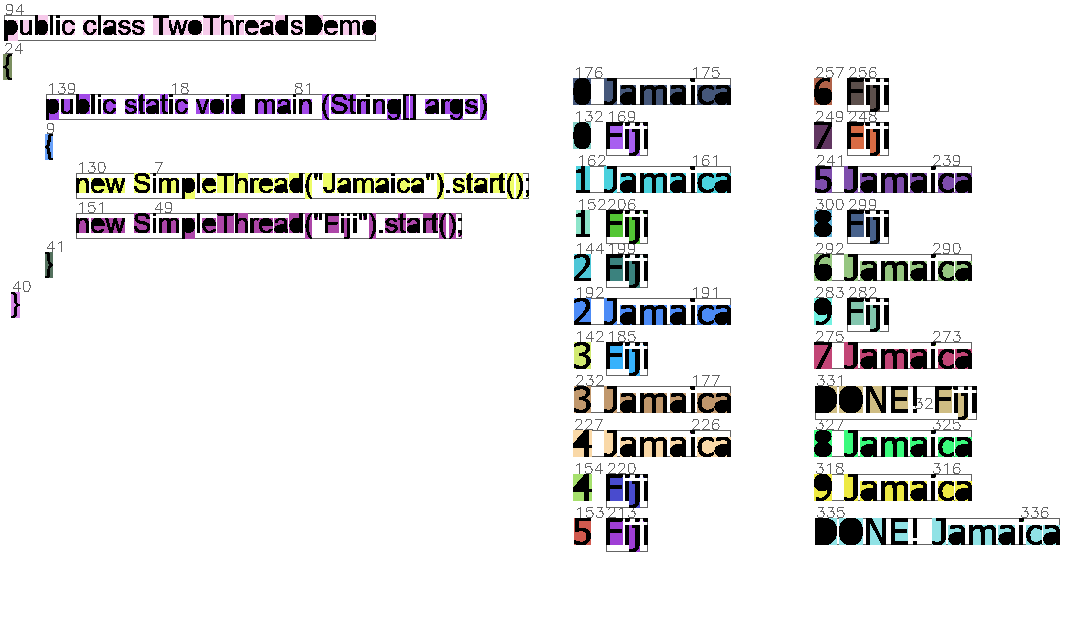 public class TwoThreadsDemo
{
public static void main (String[] args)
{
new SimpleThread("Jamaica").start();
new SimpleThread("Fiji").start();
}
}
0 Jamaica
0 Fiji
1 Jamaica
1 Fiji
2 Fiji
2 Jamaica
3 Fiji
3 Jamaica
4 Jamaica
4 Fiji
5 Fiji
6 Fiji
7 Fiji
5 Jamaica
8 Fiji
6 Jamaica
9 Fiji
7 Jamaica
DONE! Fiji
8 Jamaica
9 Jamaica
DONE! Jamaica